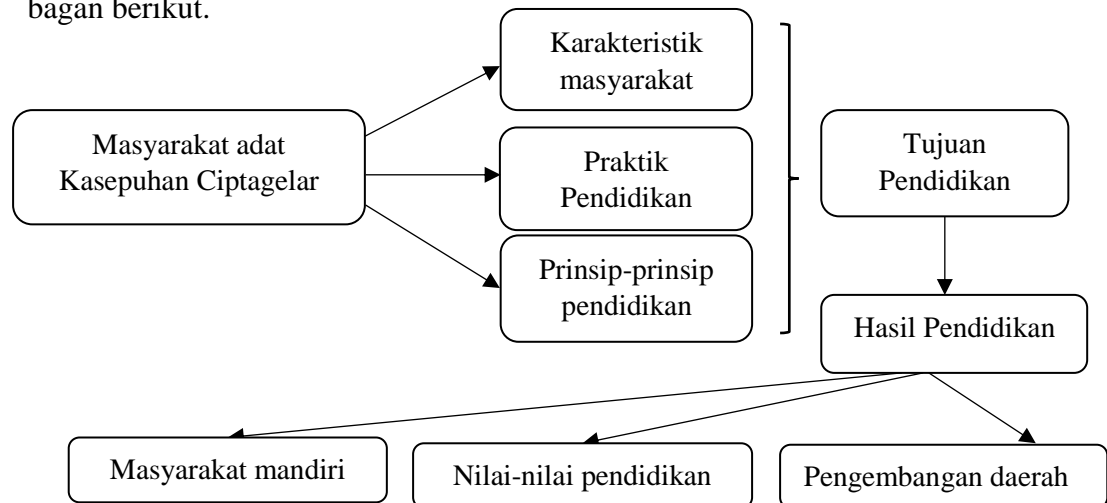 bagan berikut.
Karakteristik
masyarakat
Masyarakat adat
Kasepuhan Ciptagelar
Praktik
Pendidikan
Prinsip-prinsip
pendidikan
Tujuan
Pendidikan
Hasil Pendidikan
Masyarakat mandiri
Nilai-nilai pendidikan
Pengembangan daerah